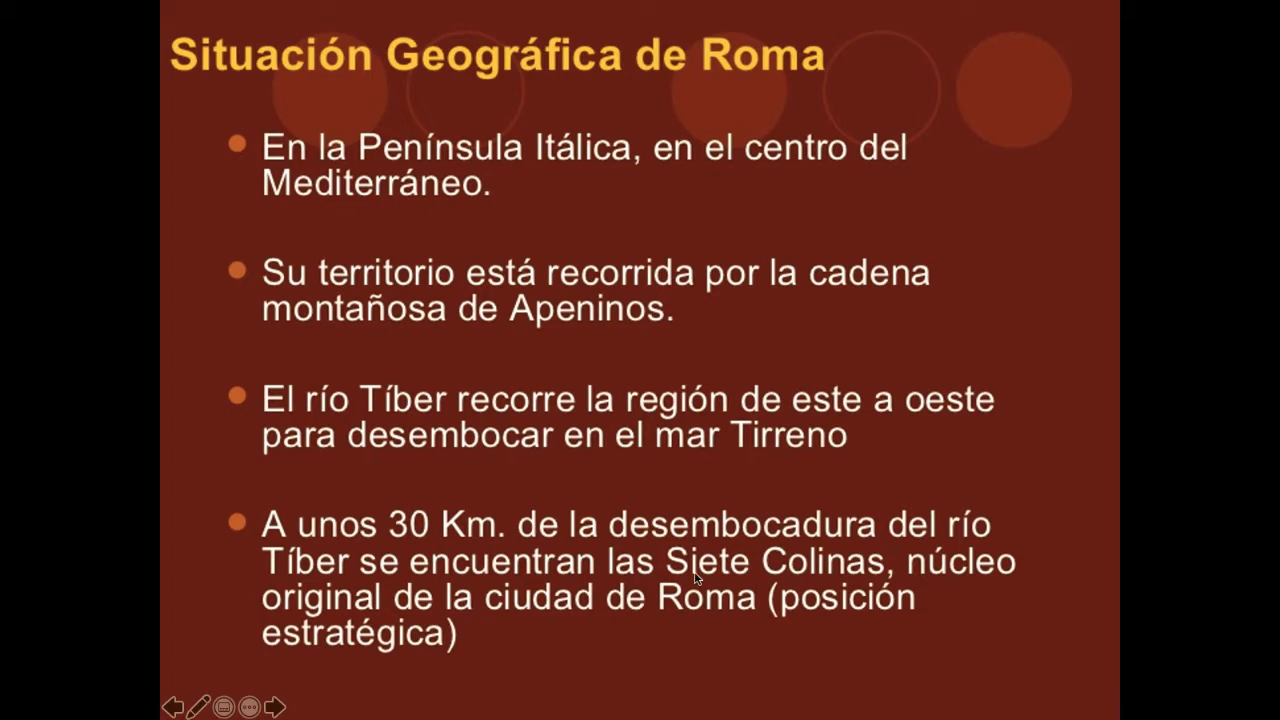 Situación Geográfica de Roma
En la Península Itálica, en el centro del
Mediterráneo.
Su territorio está recorrida por la cadena
montañosa de Apeninos.
El río Tíber recorre la región de este a oeste
para desembocar en el mar Tirreno
A unos 30 Km. de la desembocadura del río
Tíber se encuentran las Siete Colinas, núcleo
original de la ciudad de Roma (posición
estratégica)